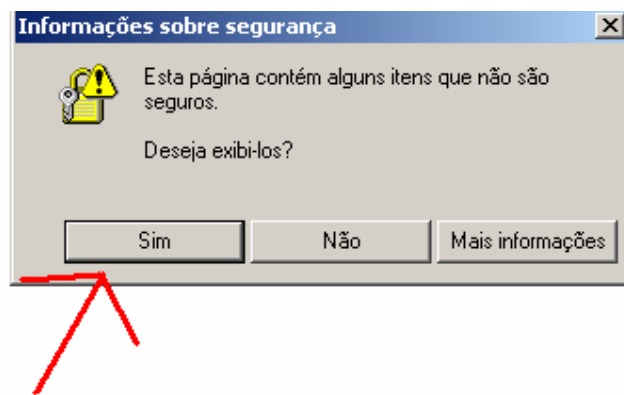 Informações sobre segurança
Esta página contém alguns itens que não são
seguros.
Deseja exibi-los?
Sim
Não
Mais informações